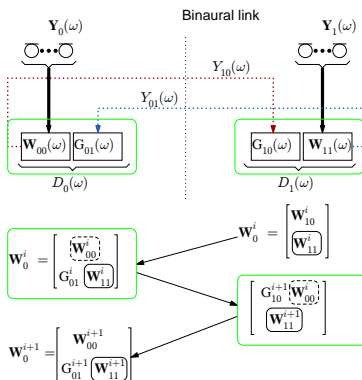 Binaural link
Y₀(ω) Y₁(ω)
Y₁₀(ω)
Y₀₁(ω)
W₀₀(ω) G₀₁(ω) G₁₀(ω) W₁₁(ω)
D₀(ω) D₁(ω)
W₀ⁱ = [ W₁₀ⁱ
W₁₁ⁱ ]
W₀ⁱ = [ W₀₀ⁱ
G₀₁ⁱ W₁₁ⁱ ]
[ G₁₀ⁱ⁺¹ W₀₀ⁱ
W₁₁ⁱ⁺¹ ]
W₀ⁱ⁺¹ = [ W₀₀ⁱ⁺¹
G₀₁ⁱ⁺¹ W₁₁ⁱ⁺¹ ]